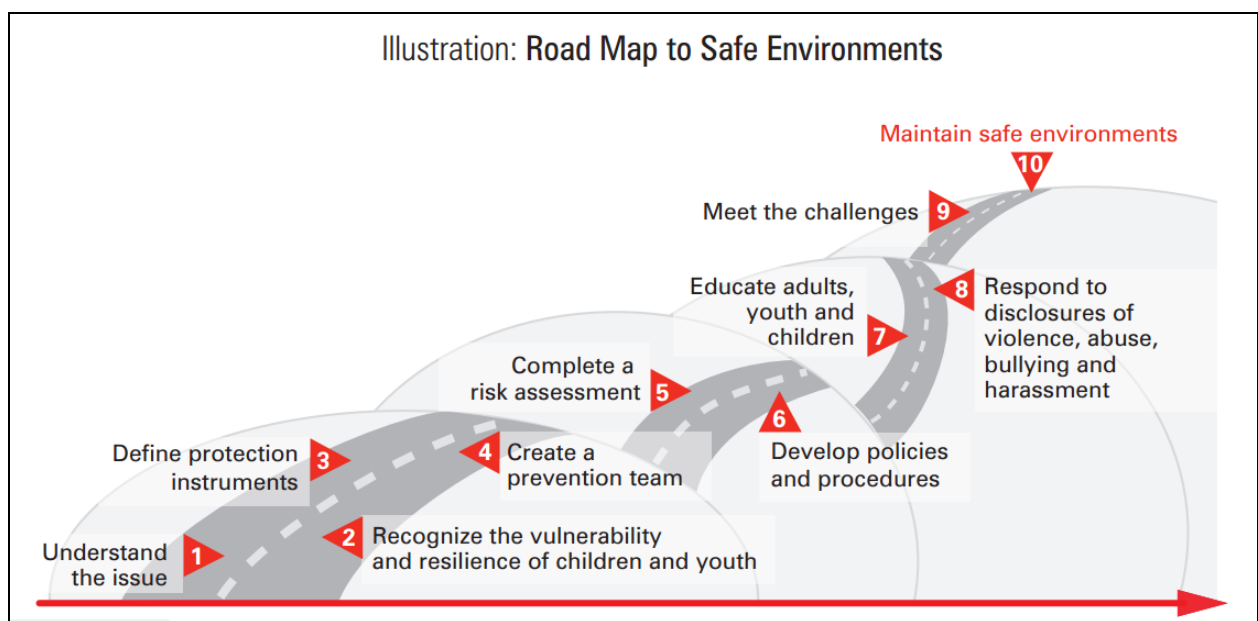 Illustration: Road Map to Safe Environments
Maintain safe environments
10
Meet the challenges
9
Educate adults,
youth and
children
7
8
Respond to
disclosures of
violence, abuse,
bullying and
harassment
Complete a
risk assessment
5
6
Develop policies
and procedures
Define protection
instruments
3
4
Create a
prevention team
Understand
the issue
1
2
Recognize the vulnerability
and resilience of children and youth